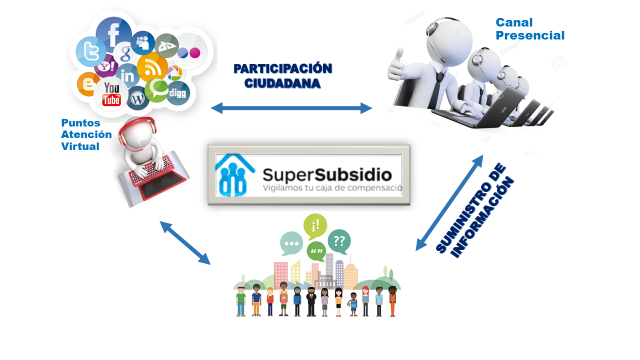 Canal
Presencial
PARTICIPACIÓN
CIUDADANA
You
Tube
digg
in
g
f
t
Y!
W
Puntos
Atención
Virtual
SuperSubsidio
Vigilamos tu caja de compensació
SUMINISTRO DE
INFORMACIÓN
¡!
...
??
“”